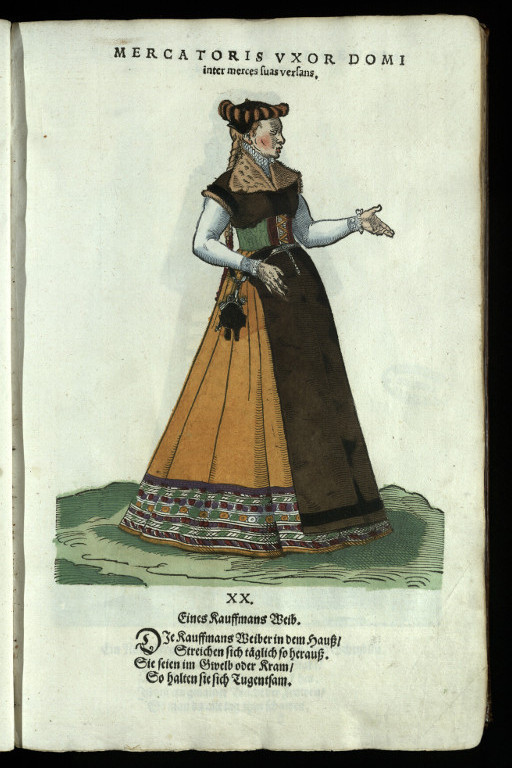 MERCATORIS VXOR DOMI
inter merces suas versans.
XX.
Eines Kauffmans Weib.
DJe Kauffmans Weiber in dem Hauß/
Streichen sich täglich so herauß.
Sie seien im Gwelb oder Kram/
So halten sie sich Tugentsam.